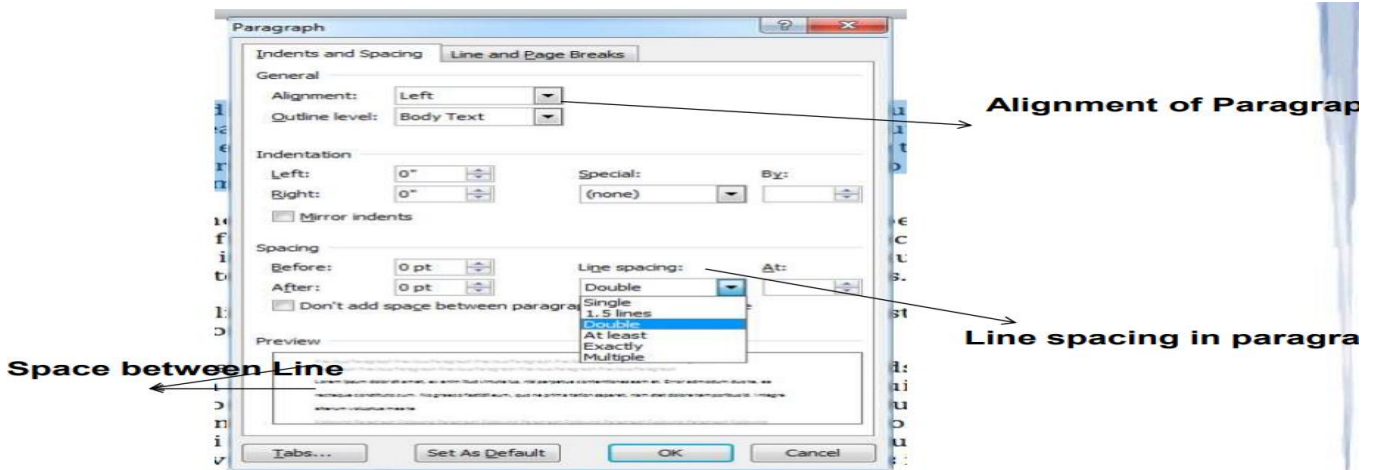 Paragraph
Indents and Spacing
Line and Page Breaks
General
Alignment: Left
Outline level: Body Text
Alignment of Paragrap
Indentation
Left: 0" Special: By:
Right: 0" (none)
Mirror indents
Spacing
Before: 0 pt Line spacing: At:
After: 0 pt Double
Don't add space between paragra
Single
1.5 lines
Double
At least
Exactly
Multiple
Line spacing in paragra
Preview
Space between Line
Tabs... Set As Default OK Cancel